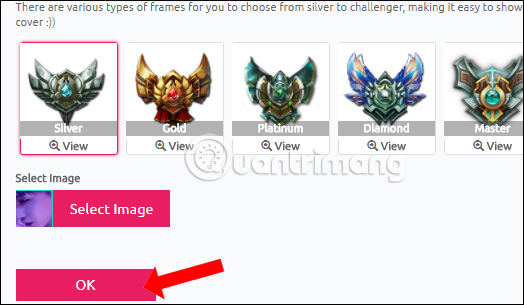 There are various types of frames for you to choose from silver to challenger, making it easy to show
cover :))
Silver
Gold
Platinum
Diamond
Master
View
View
View
View
View
uantrimang
Select Image
Select Image
OK